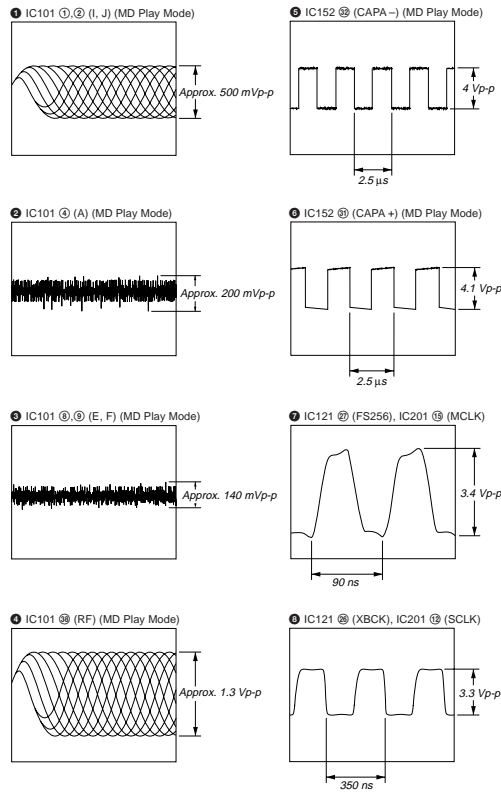 ❶ IC101 ①,② (I, J) (MD Play Mode)
Approx. 500 mVp-p
❷ IC101 ④ (A) (MD Play Mode)
Approx. 200 mVp-p
❸ IC101 ⑧,⑨ (E, F) (MD Play Mode)
Approx. 140 mVp-p
❹ IC101 ㊳ (RF) (MD Play Mode)
Approx. 1.3 Vp-p
❺ IC152 ㉜ (CAPA –) (MD Play Mode)
4 Vp-p
2.5 µs
❻ IC152 ㉛ (CAPA +) (MD Play Mode)
4.1 Vp-p
2.5 µs
❼ IC121 ㉗ (FS256), IC201 ⑮ (MCLK)
3.4 Vp-p
90 ns
❽ IC121 ㉖ (XBCK), IC201 ⑫ (SCLK)
3.3 Vp-p
350 ns